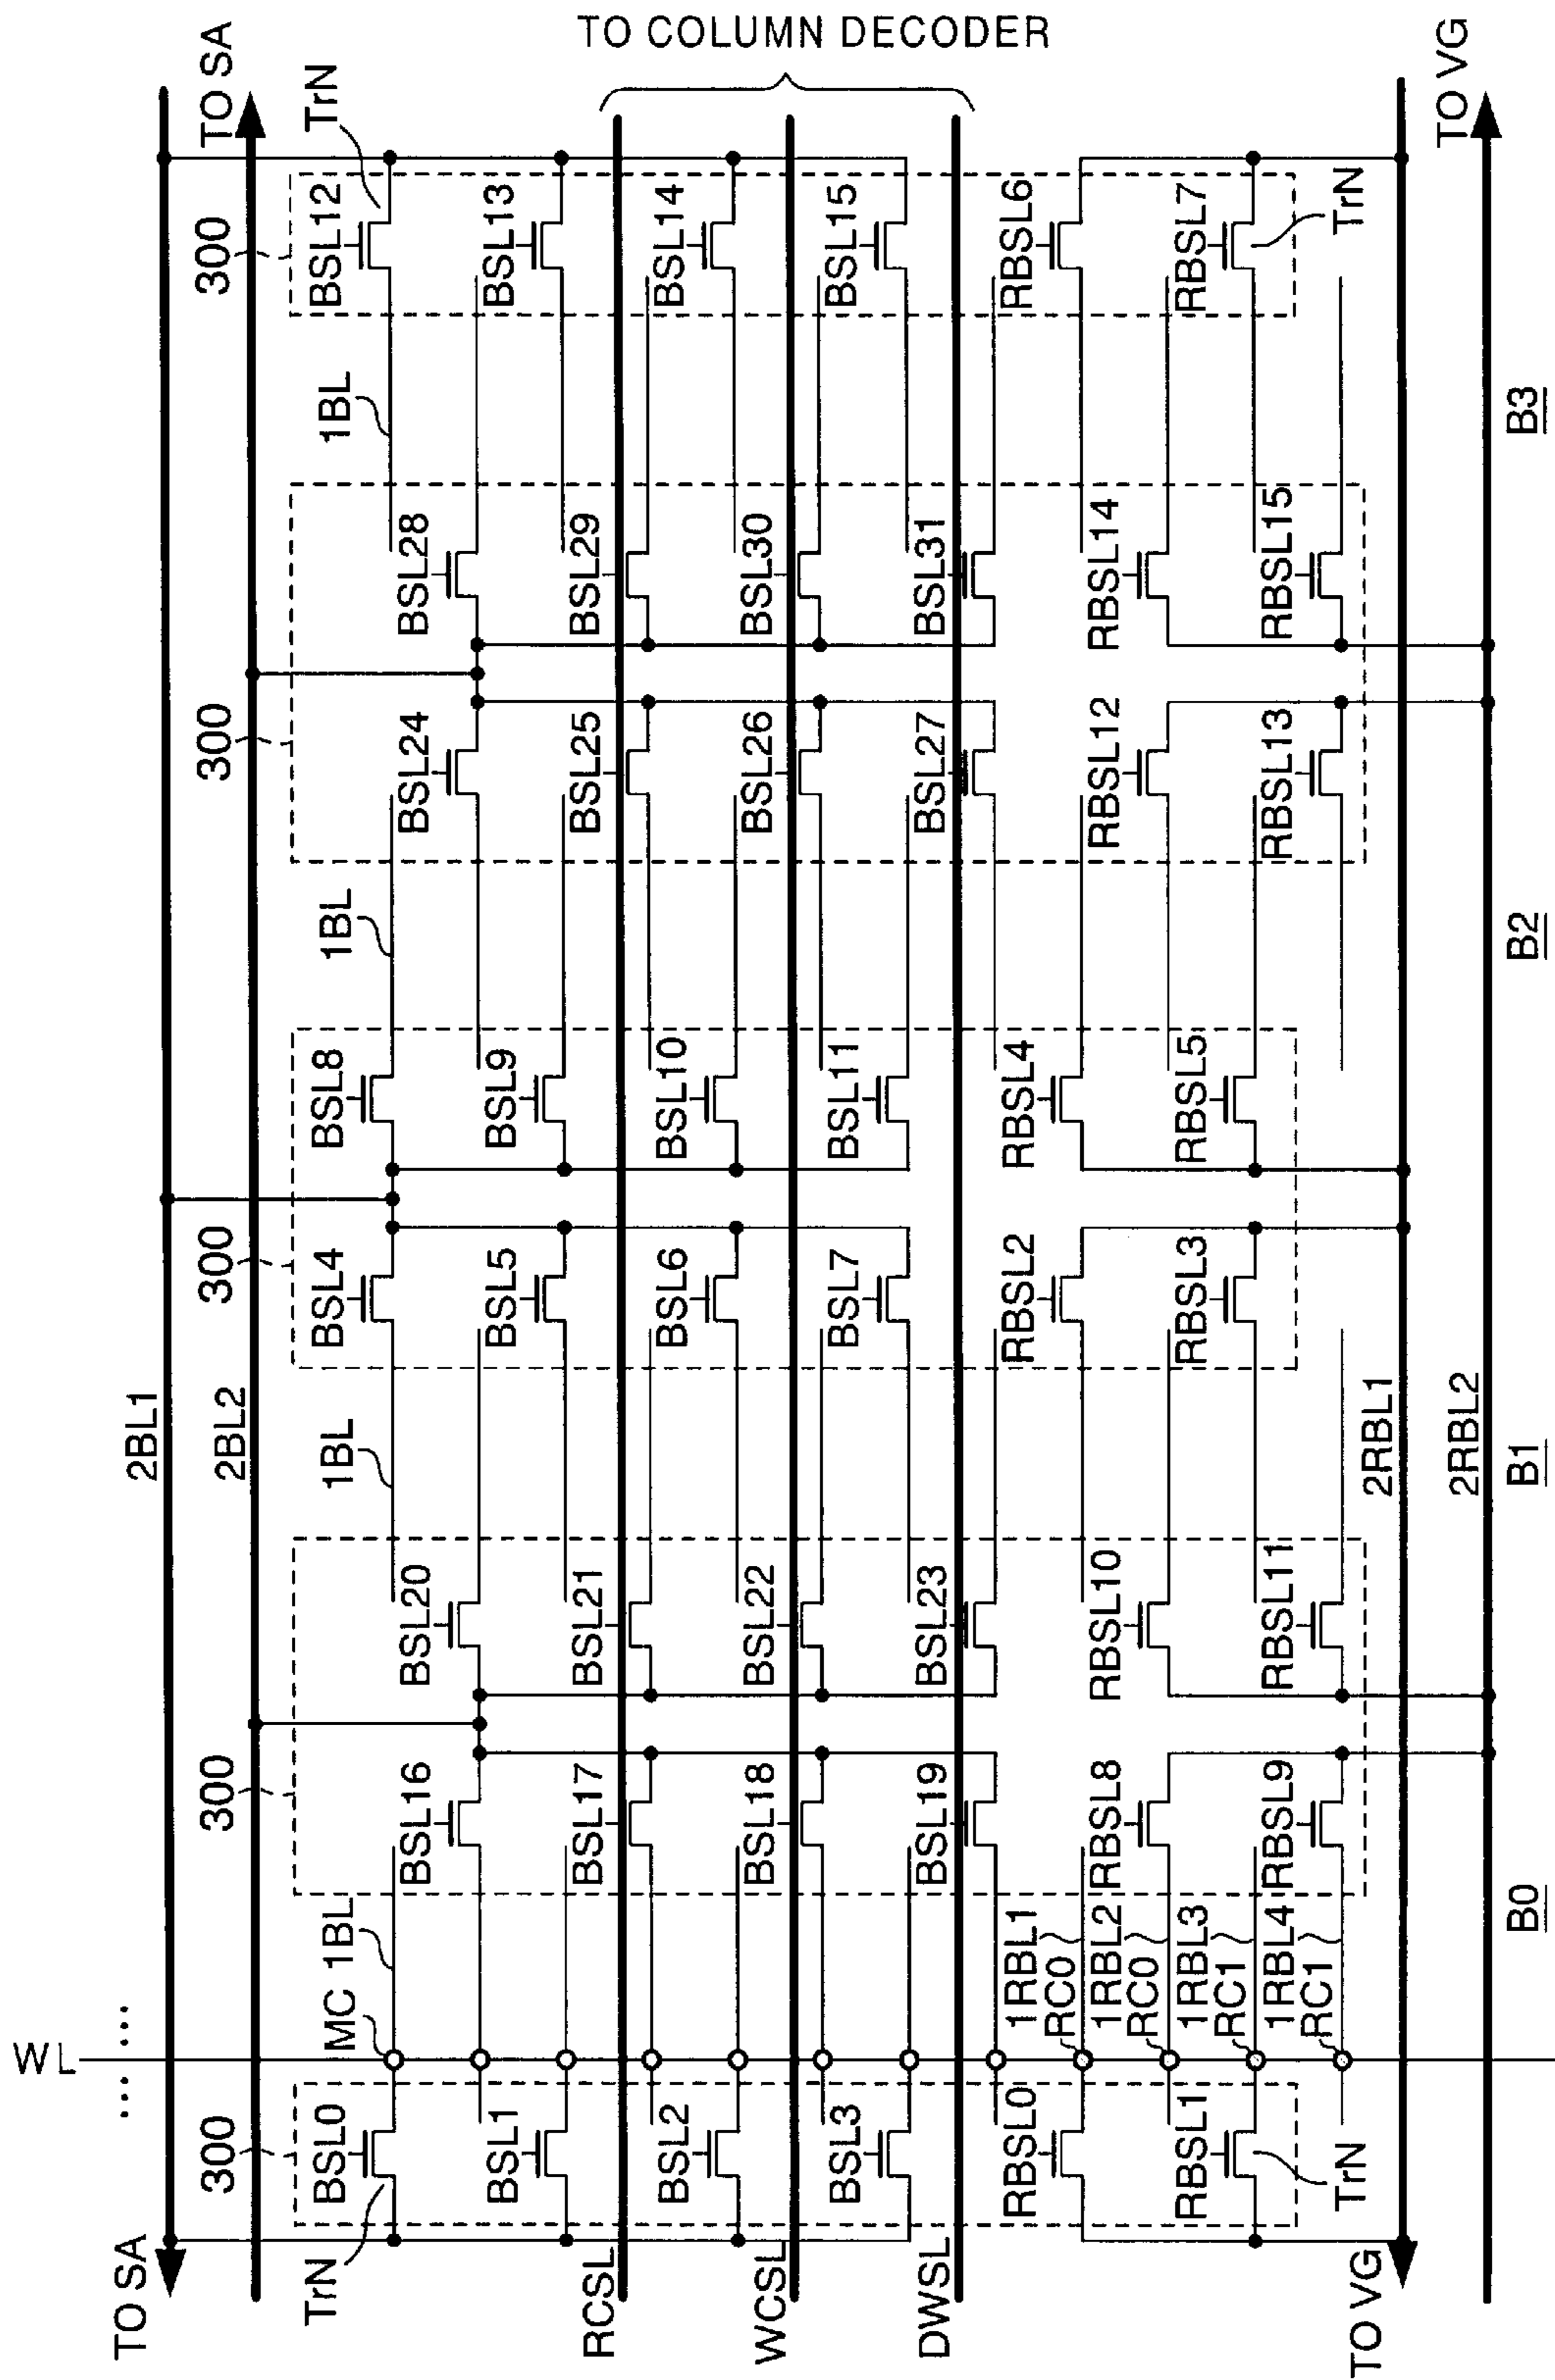 TO COLUMN DECODER
TO SA
TO VG
TrN
300
BSL12
BSL13
BSL14
BSL15
RBSL6
RBSL7
TrN
1BL
B3
BSL28
BSL29
BSL30
BSL31
RBSL14
RBSL15
300
BSL24
BSL25
BSL26
BSL27
RBSL12
RBSL13
1BL
B2
BSL8
BSL9
BSL10
BSL11
RBSL4
RBSL5
300
BSL4
BSL5
BSL6
BSL7
RBSL2
RBSL3
2BL1
2BL2
1BL
2RBL1
2RBL2
B1
BSL20
BSL21
BSL22
BSL23
RBSL10
RBSL11
300
BSL16
BSL17
BSL18
BSL19
RBSL8
RBSL9
B0
MC
1BL
1RBL1
RC0
1RBL2
RC0
1RBL3
RC1
1RBL4
RC1
WL
300
BSL0
BSL1
BSL2
BSL3
RBSL0
RBSL1
TrN
TrN
TO SA
RCSL
WCSL
DWSL
TO VG